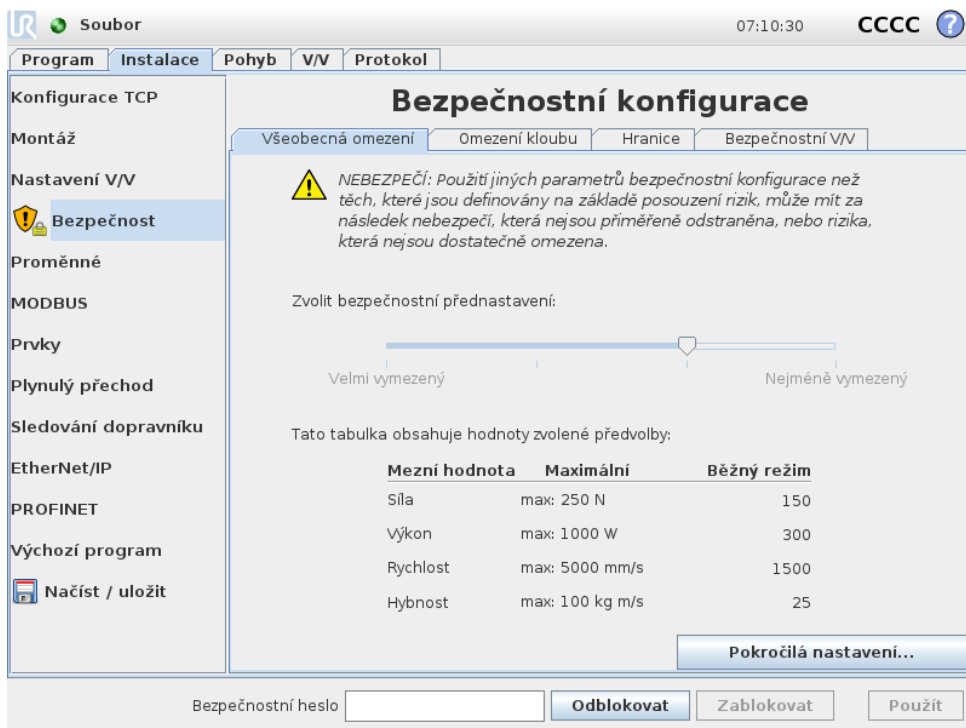 Soubor 07:10:30 CCCC ?
Program Instalace Pohyb V/V Protokol
Konfigurace TCP
Montáž
Nastavení V/V
Bezpečnost
Proměnné
MODBUS
Prvky
Plynulý přechod
Sledování dopravníku
EtherNet/IP
PROFINET
Výchozí program
Načíst / uložit
Bezpečnostní konfigurace
Všeobecná omezení Omezení kloubu Hranice Bezpečnostní V/V
NEBEZPEČÍ: Použití jiných parametrů bezpečnostní konfigurace než
těch, které jsou definovány na základě posouzení rizik, může mít za
následek nebezpečí, která nejsou přiměřeně odstraněna, nebo rizika,
která nejsou dostatečně omezena.
Zvolit bezpečnostní přednastavení:
Velmi vymezený Nejméně vymezený
Tato tabulka obsahuje hodnoty zvolené předvolby:
Mezní hodnota Maximální Běžný režim
Síla max: 250 N 150
Výkon max: 1000 W 300
Rychlost max: 5000 mm/s 1500
Hybnost max: 100 kg m/s 25
Pokročilá nastavení...
Bezpečnostní heslo Odblokovat Zablokovat Použít